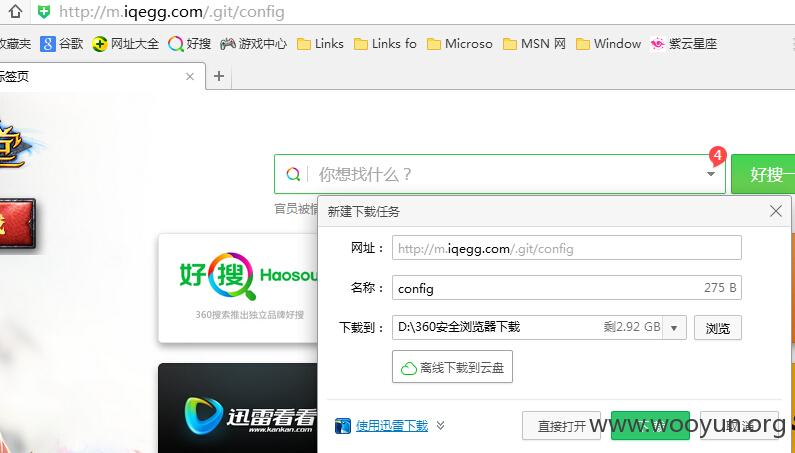 http://m.iqegg.com/.git/config
收藏夹 谷歌 网址大全 好搜 游戏中心 Links Links fo Microso MSN 网 Window 紫云星座
标签页
你想找什么？ 4 好搜一
官员被情
新建下载任务
网址： http://m.iqegg.com/.git/config
名称： config 275 B
下载到： D:\360安全浏览器下载 剩2.92 GB 浏览
离线下载到云盘
使用迅雷下载 直接打开 取消
好搜 Haosou
360搜索推出独立品牌好搜
迅雷看看
www.kankan.com
www.wooyun.org